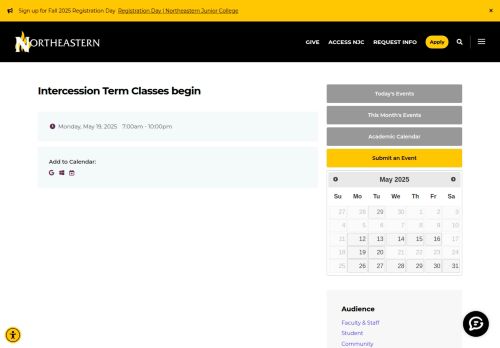 Sign up for Fall 2025 Registration Day Registration Day | Northeastern Junior College
×
NORTHEASTERN
GIVE ACCESS NJC REQUEST INFO Apply
Intercession Term Classes begin
Monday, May 19, 2025 7:00am - 10:00pm
Add to Calendar:
Today's Events
This Month's Events
Academic Calendar
Submit an Event
May 2025
Su Mo Tu We Th Fr Sa
27 28 29 30 1 2 3
4 5 6 7 8 9 10
11 12 13 14 15 16 17
18 19 20 21 22 23 24
25 26 27 28 29 30 31
Audience
Faculty & Staff
Student
Community